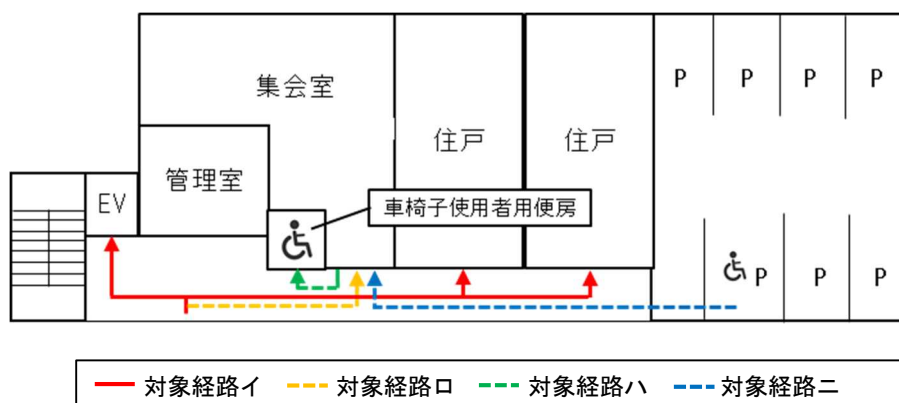 P P P P
集会室
住戸 住戸
管理室
EV
車椅子使用者用便房
P P P
対象経路イ 対象経路ロ 対象経路ハ 対象経路ニ